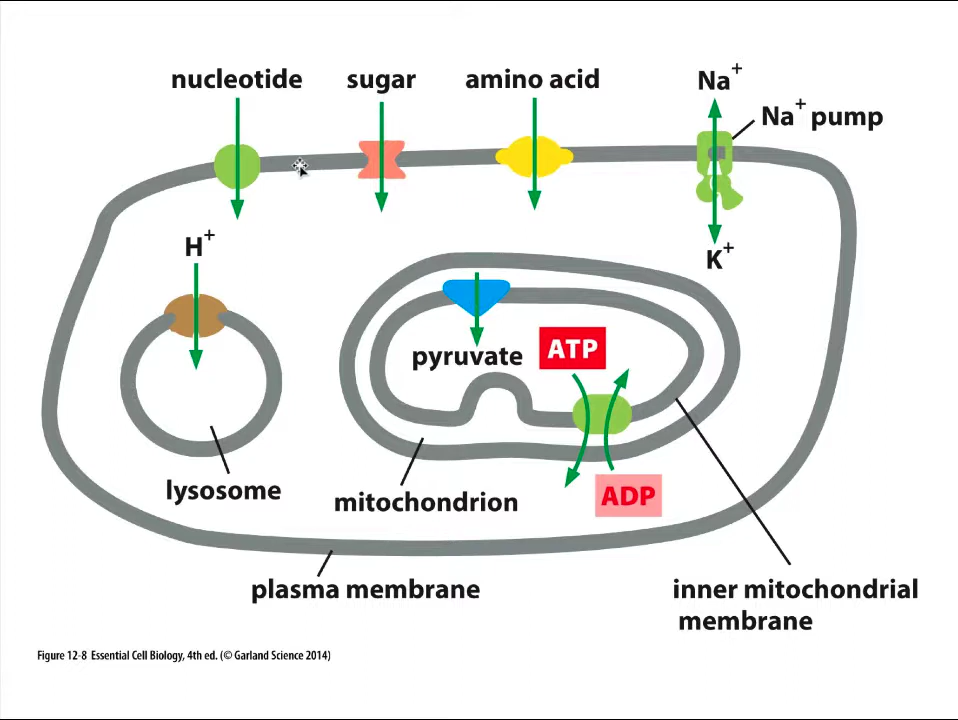 nucleotide
sugar
amino acid
Na+
Na+ pump
H+
K+
pyruvate
ATP
lysosome
mitochondrion
ADP
plasma membrane
inner mitochondrial
membrane
Figure 12-8 Essential Cell Biology, 4th ed. (© Garland Science 2014)